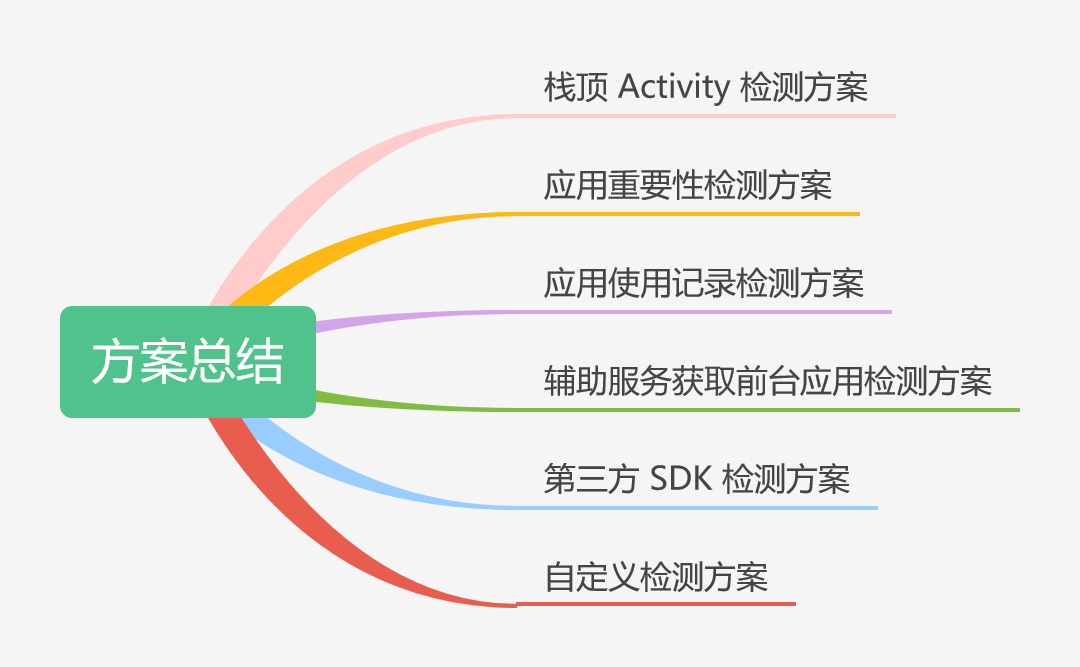 栈顶 Activity 检测方案
应用重要性检测方案
应用使用记录检测方案
方案总结
辅助服务获取前台应用检测方案
第三方 SDK 检测方案
自定义检测方案